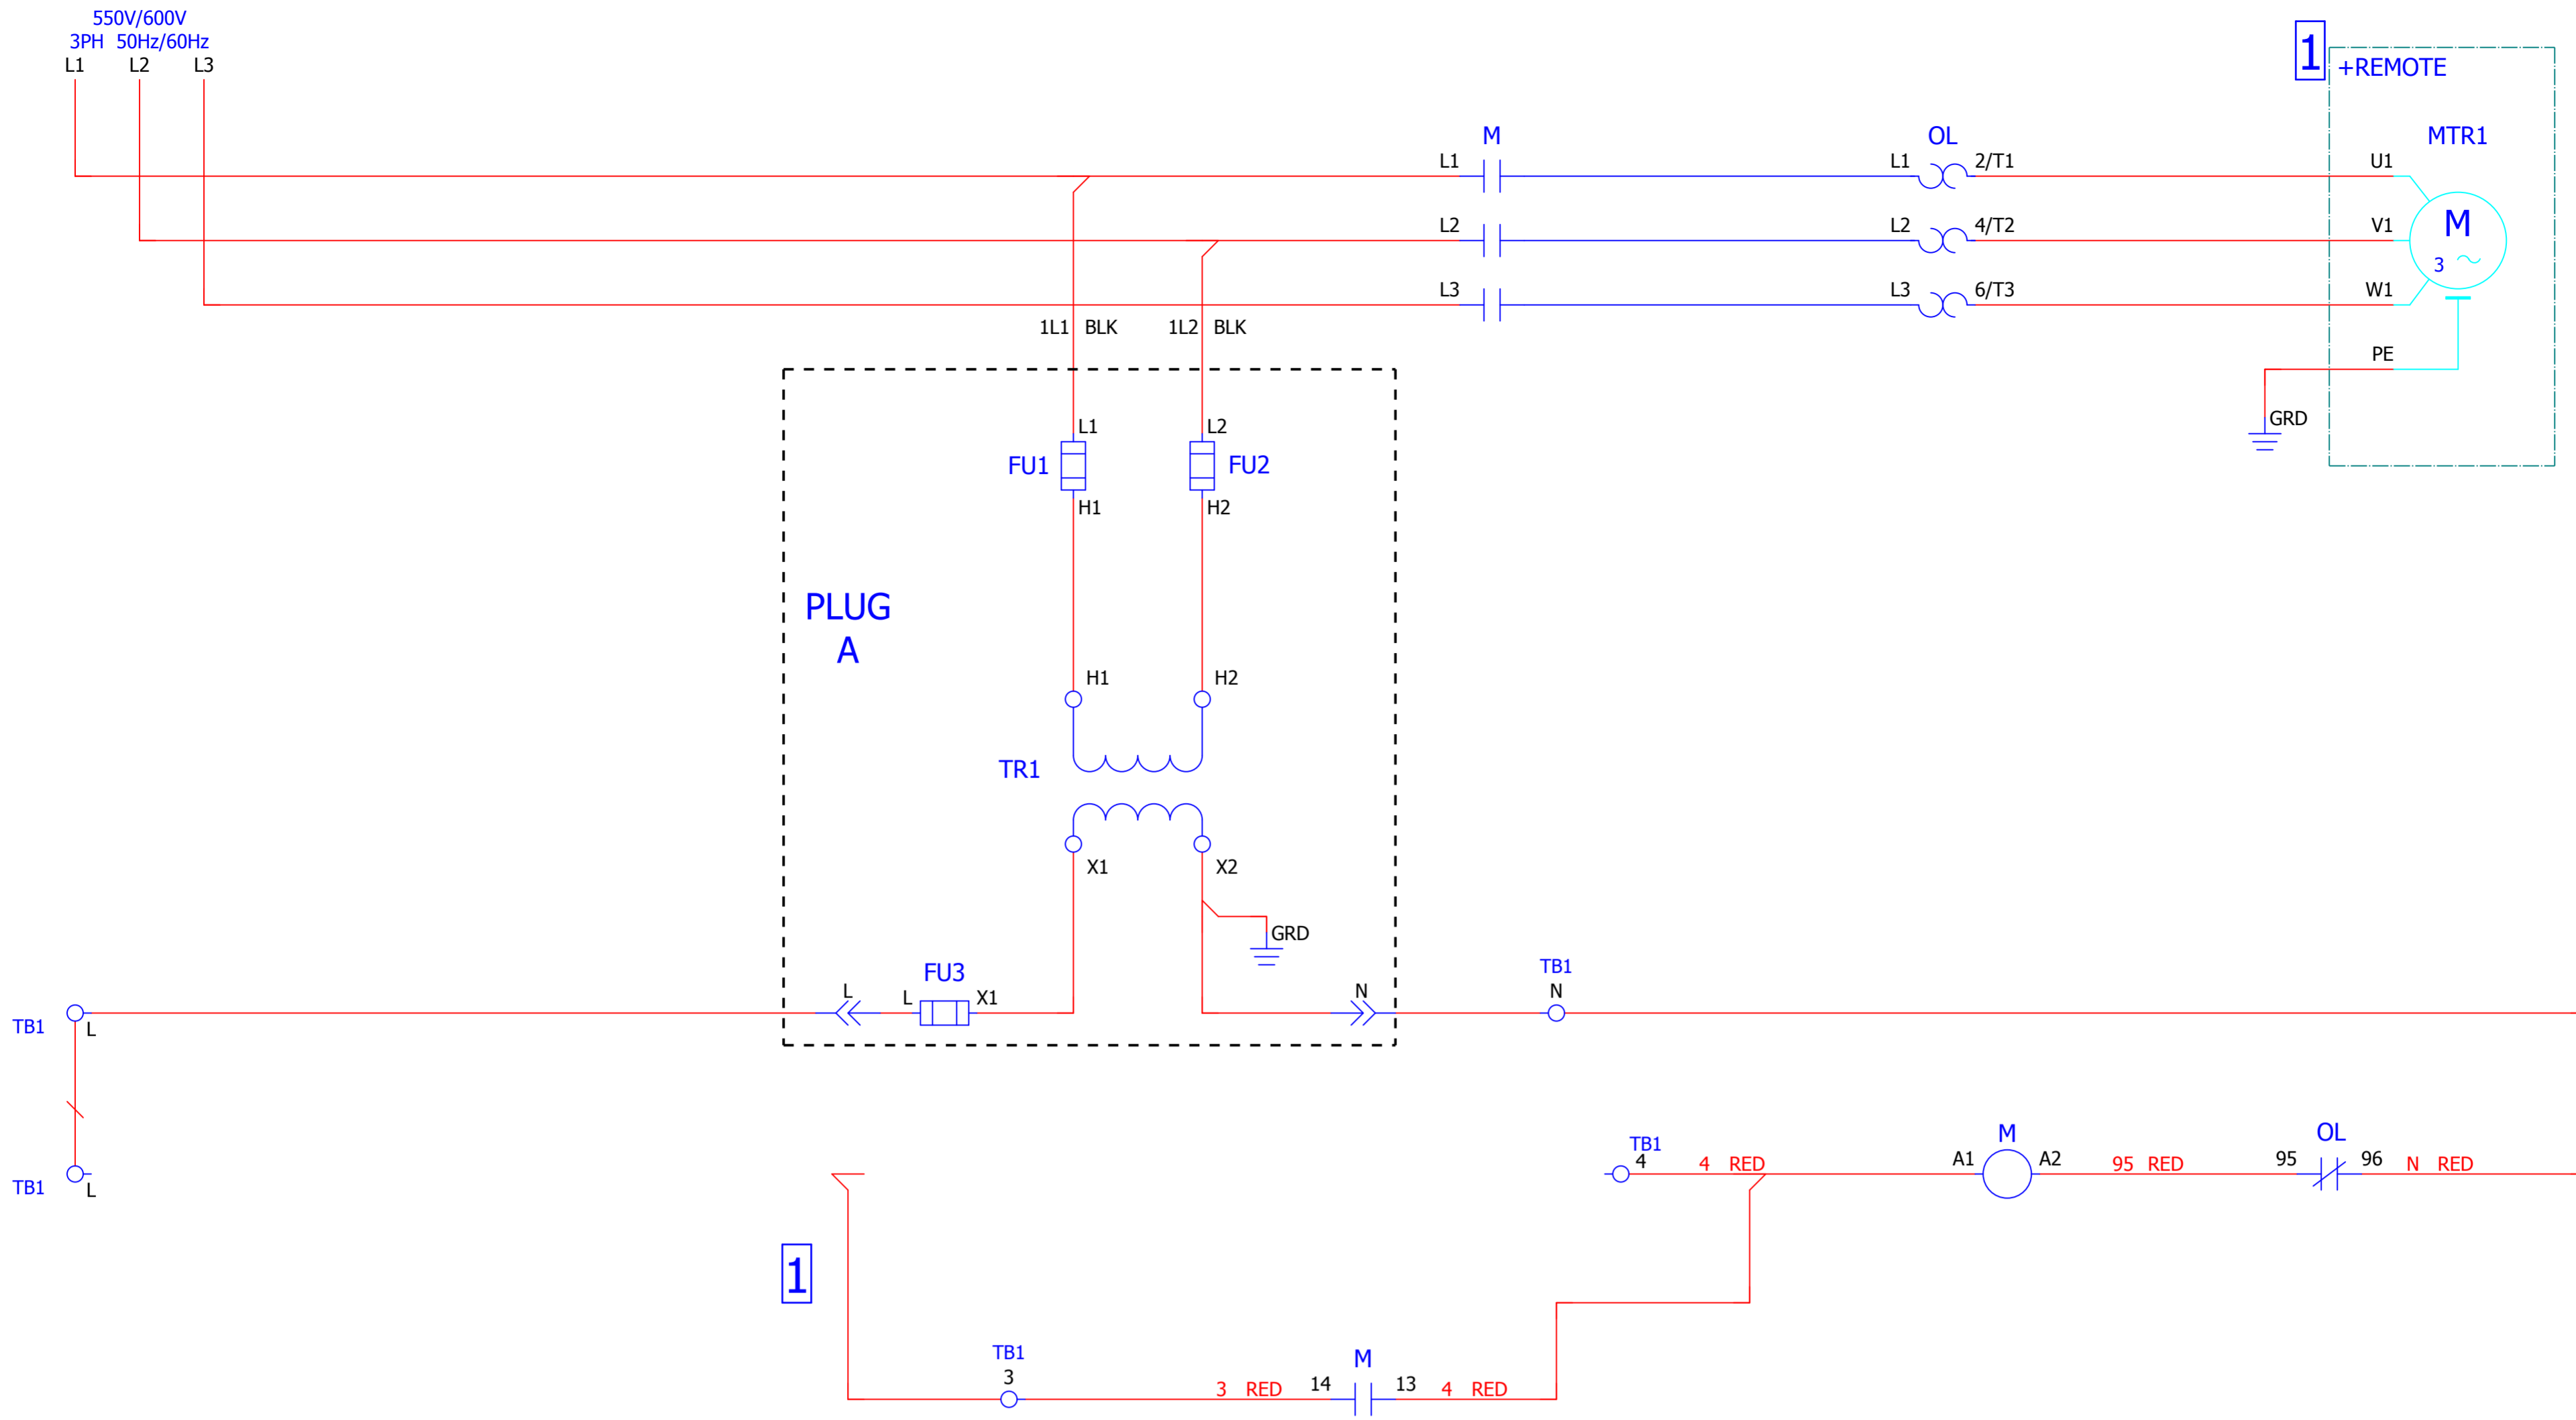 550V/600V
3PH 50Hz/60Hz
L1 L2 L3
1
+REMOTE
M OL MTR1
L1 L1 2/T1 U1
L2 L2 4/T2 V1
M
3
L3 L3 6/T3 W1
1L1 BLK 1L2 BLK
PE
GRD
L1 L2
FU1 FU2
H1 H2
PLUG
A
H1 H2
TR1
X1 X2
GRD
FU3
L L X1 N
TB1
N
TB1 L
TB1
4 4 RED A1 M A2 95 RED 95 OL 96 N RED
TB1 L
1
TB1
3
M
3 RED 14 13 4 RED